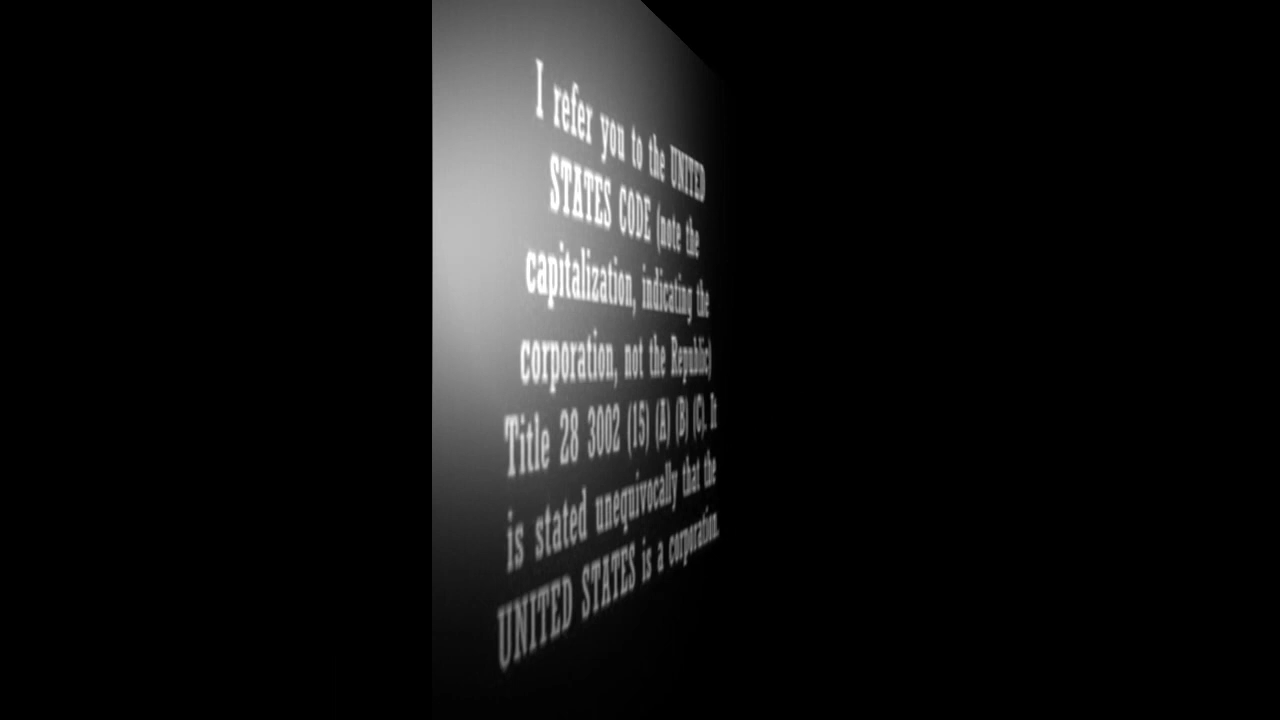 I refer you to the UNITED
STATES CODE (note the
capitalization, indicating the
corporation, not the Republic)
Title 28 3002 (15) (A) (B) (C). It
is stated unequivocally that the
UNITED STATES is a corporation.